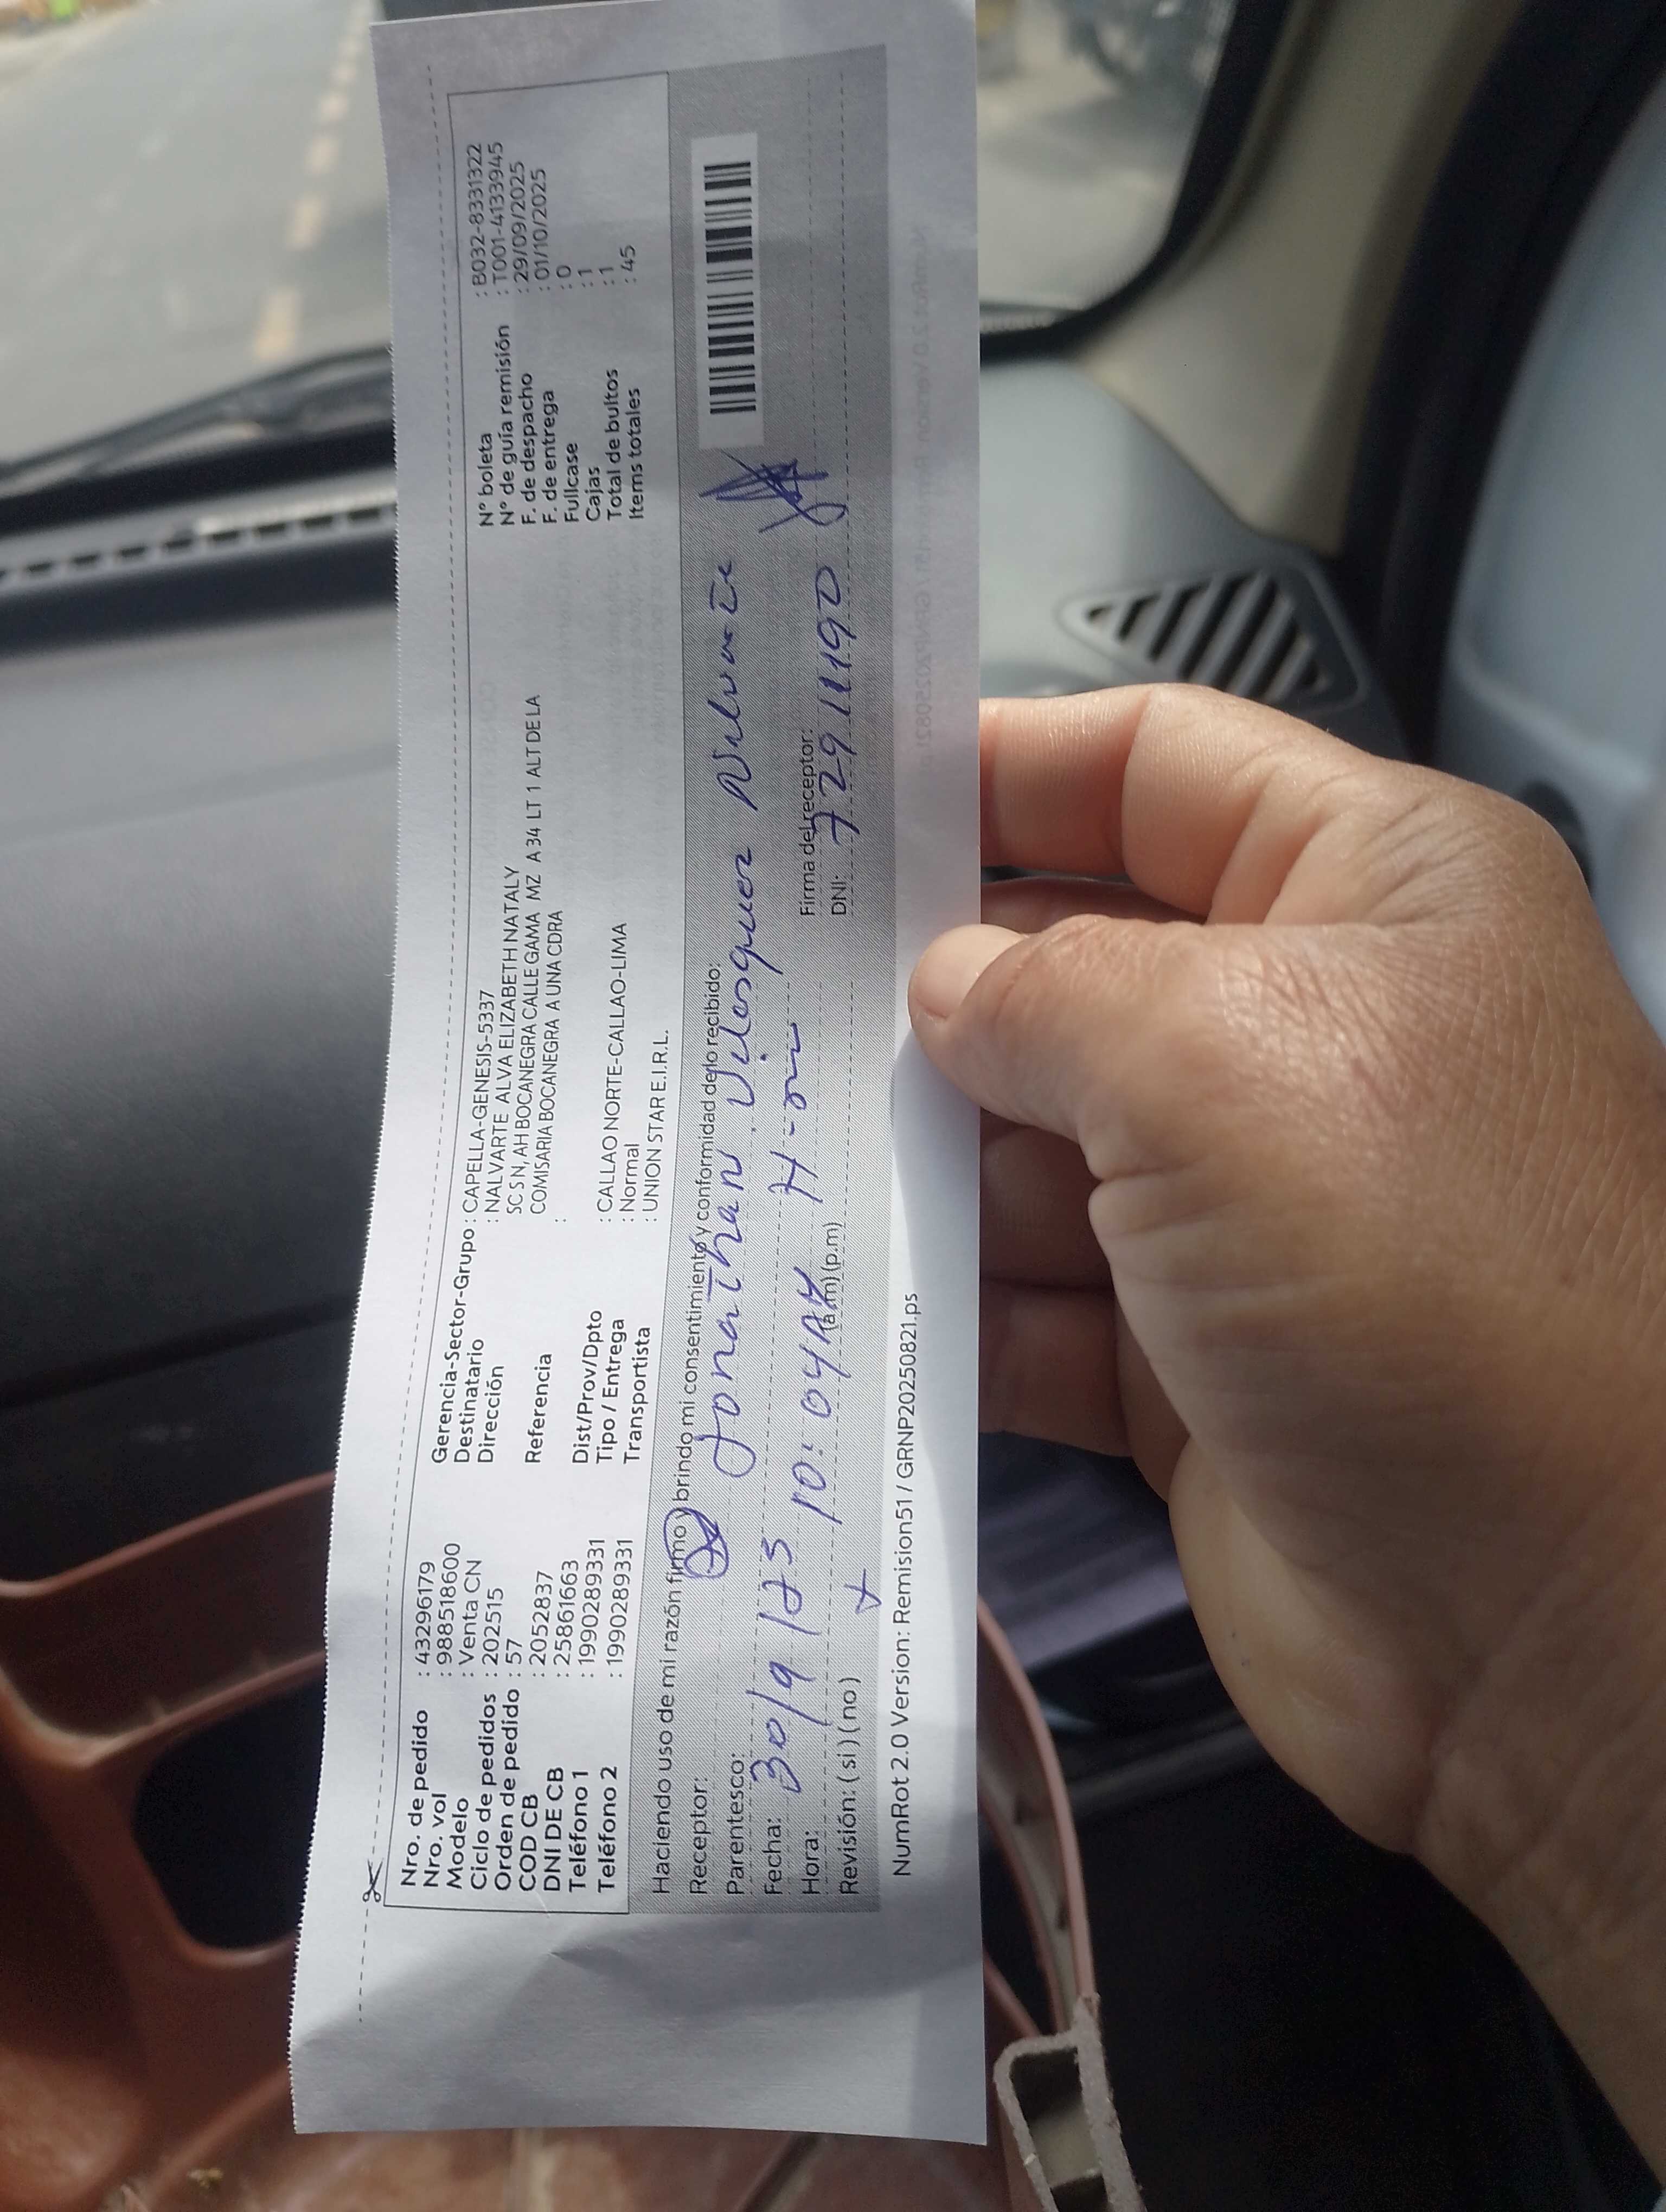 Nro. de pedido : 43296179
Nro. vol : 9885518600
Modelo : Venta CN
Ciclo de pedidos : 202515
Orden de pedido : 57
COD CB : 2052837
DNI DE CB : 25861663
Teléfono 1 : 1990289331
Teléfono 2 : 1990289331
Gerencia-Sector-Grupo : CAPELLA-GENESIS-5337
Destinatario : NALVARTE ALVA ELIZABETH NATALY
Dirección SC S N, AH BOCANEGRA CALLE GAMA MZ A 34 LT 1 ALT DE LA
COMISARIA BOCANEGRA A UNA CDRA
Referencia :
Dist/Prov/Dpto : CALLAO NORTE-CALLAO-LIMA
Tipo / Entrega : Normal
Transportista : UNION STAR E.I.R.L.
N° boleta : B032-8331322
N° de guía remisión : T001-4133945
F. de despacho : 29/09/2025
F. de entrega : 01/10/2025
Fullcase : 0
Cajas : 1
Total de bultos : 1
Items totales : 45
Haciendo uso de mi razón firmo y brindo mi consentimiento y conformidad de lo recibido:
Receptor: Jonathan Vilasquez
Parentesco:
Fecha: 30/9/25 10:04AM
Hora: (a.m) (p.m)
Firma del receptor:
Revisión: (si) (no)
DNI: 72911190
NumRot 2.0 Version: Remision51 / GRNP20250821.ps